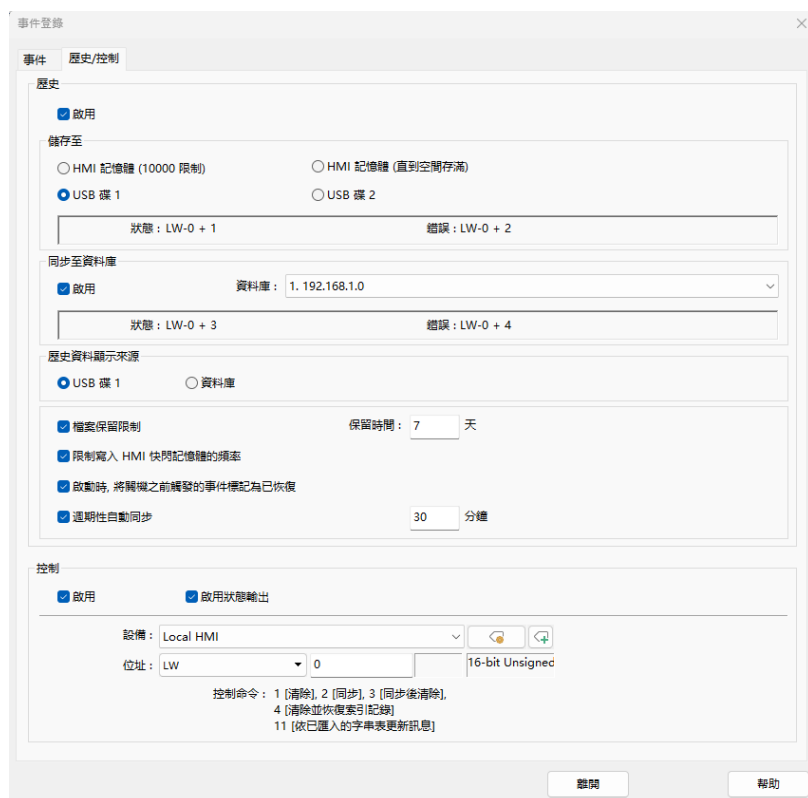 事件登錄
事件 歷史/控制
歷史
啟用
儲存至
HMI 記憶體 (10000 限制) HMI 記憶體 (直到空間存滿)
USB 碟 1 USB 碟 2
狀態 : LW-0 + 1 錯誤 : LW-0 + 2
同步至資料庫
啟用 資料庫 : 1. 192.168.1.0
狀態 : LW-0 + 3 錯誤 : LW-0 + 4
歷史資料顯示來源
USB 碟 1 資料庫
檔案保留限制 保留時間 : 7 天
限制寫入 HMI 快閃記憶體的頻率
啟動時, 將關機之前觸發的事件標記為已恢復
週期性自動同步 30 分鐘
控制
啟用 啟用狀態輸出
設備 : Local HMI
位址 : LW 0 16-bit Unsigned
控制命令 : 1 [清除], 2 [同步], 3 [同步後清除],
4 [清除並恢復索引記錄]
11 [依已匯入的字串表更新訊息]
離開 帮助